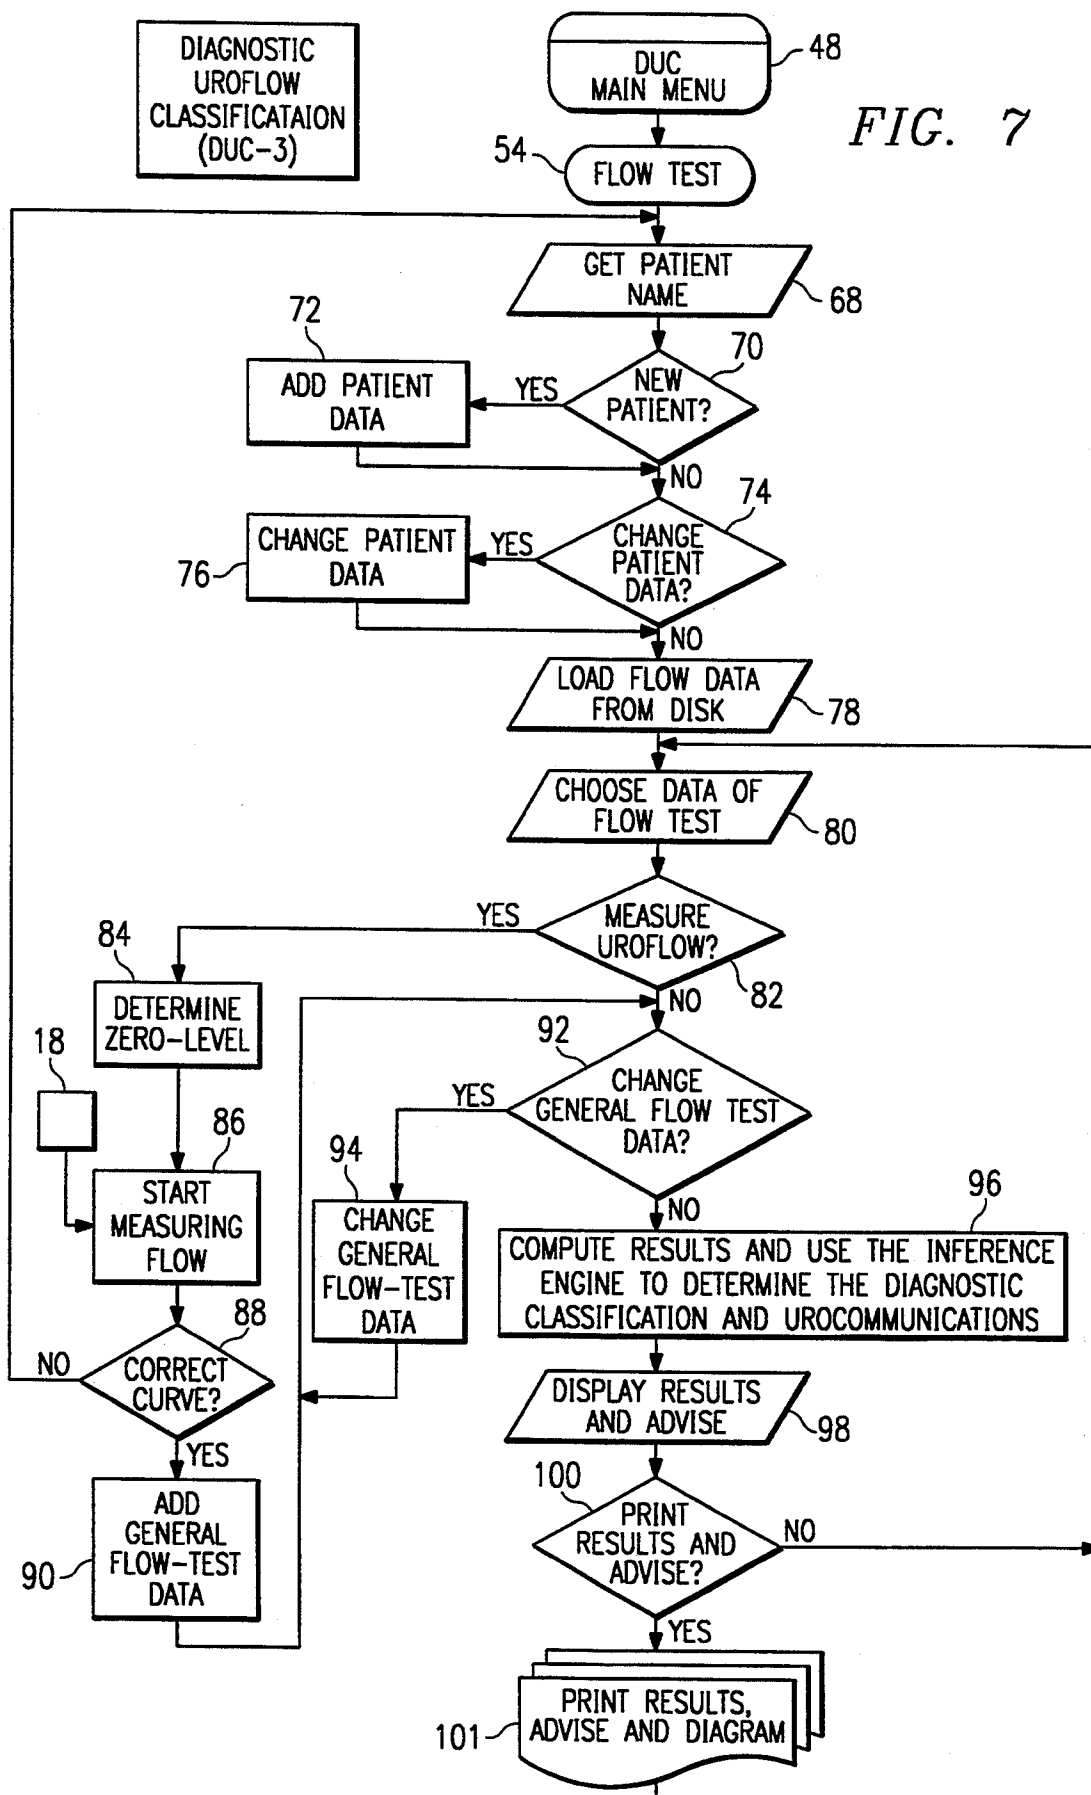 DIAGNOSTIC
UROFLOW
CLASSIFICATAION
(DUC-3)
DUC
MAIN MENU
48
FIG. 7
54
FLOW TEST
GET PATIENT
NAME
68
72
70
ADD PATIENT
DATA
YES
NEW
PATIENT?
NO
74
CHANGE PATIENT
DATA
76
YES
CHANGE
PATIENT
DATA?
NO
LOAD FLOW DATA
FROM DISK
78
CHOOSE DATA OF
FLOW TEST
80
YES
MEASURE
UROFLOW?
82
84
NO
DETERMINE
ZERO-LEVEL
18
92
YES
CHANGE
GENERAL FLOW TEST
DATA?
86
94
NO
96
START
MEASURING
FLOW
CHANGE
GENERAL
FLOW-TEST
DATA
COMPUTE RESULTS AND USE THE INFERENCE
ENGINE TO DETERMINE THE DIAGNOSTIC
CLASSIFICATION AND UROCOMMUNICATIONS
88
NO
CORRECT
CURVE?
DISPLAY RESULTS
AND ADVISE
98
YES
100
ADD
GENERAL
FLOW-TEST
DATA
90
PRINT
RESULTS AND
ADVISE?
NO
YES
PRINT RESULTS,
ADVISE AND DIAGRAM
101